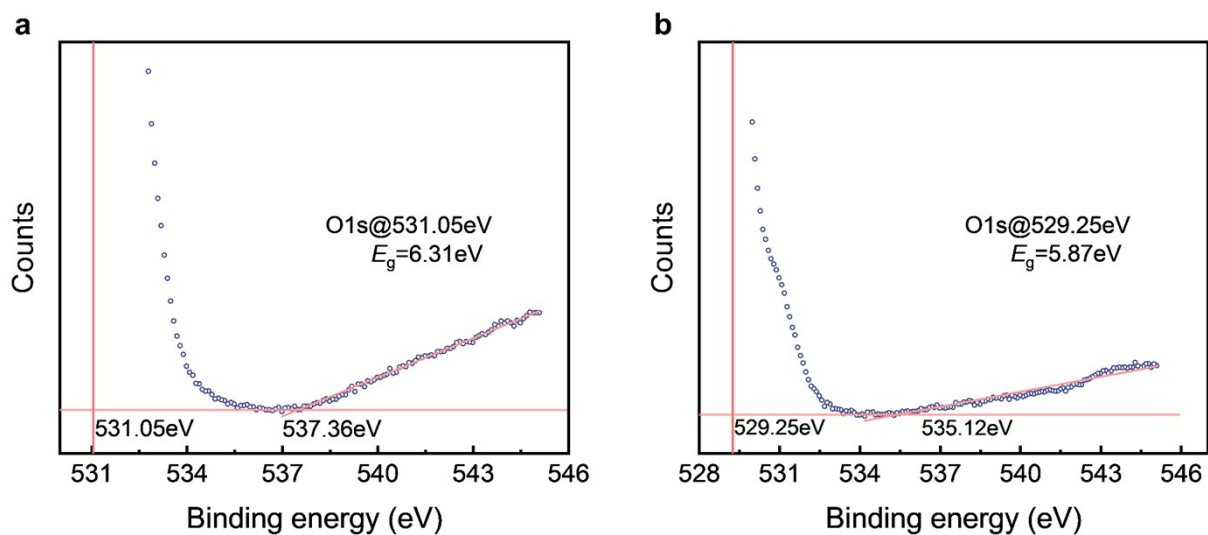 a
Counts
O1s@531.05eV
Eg=6.31eV
531.05eV 537.36eV
531 534 537 540 543 546
Binding energy (eV)
b
Counts
O1s@529.25eV
Eg=5.87eV
529.25eV 535.12eV
528 531 534 537 540 543 546
Binding energy (eV)